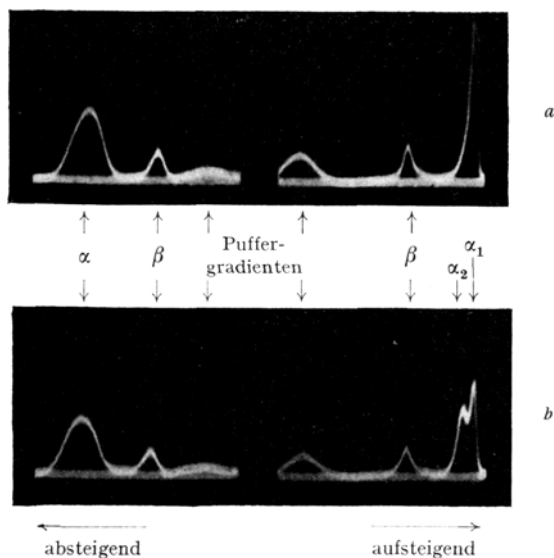 a
α₁
Puffer-
α β β α₂
gradienten
b
absteigend aufsteigend